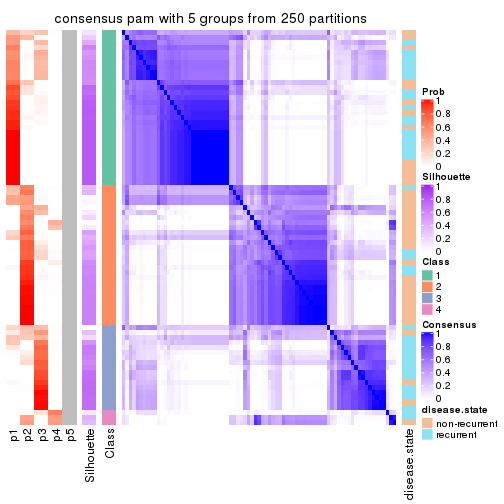 consensus pam with 5 groups from 250 partitions
Prob
1
0.8
0.6
0.4
0.2
0
Silhouette
1
0.8
0.6
0.4
0.2
0
Class
1
2
3
4
Consensus
1
0.8
0.6
0.4
0.2
0
disease.state
non-recurrent
recurrent
p1
p2
p3
p4
p5
Silhouette
Class
disease.state